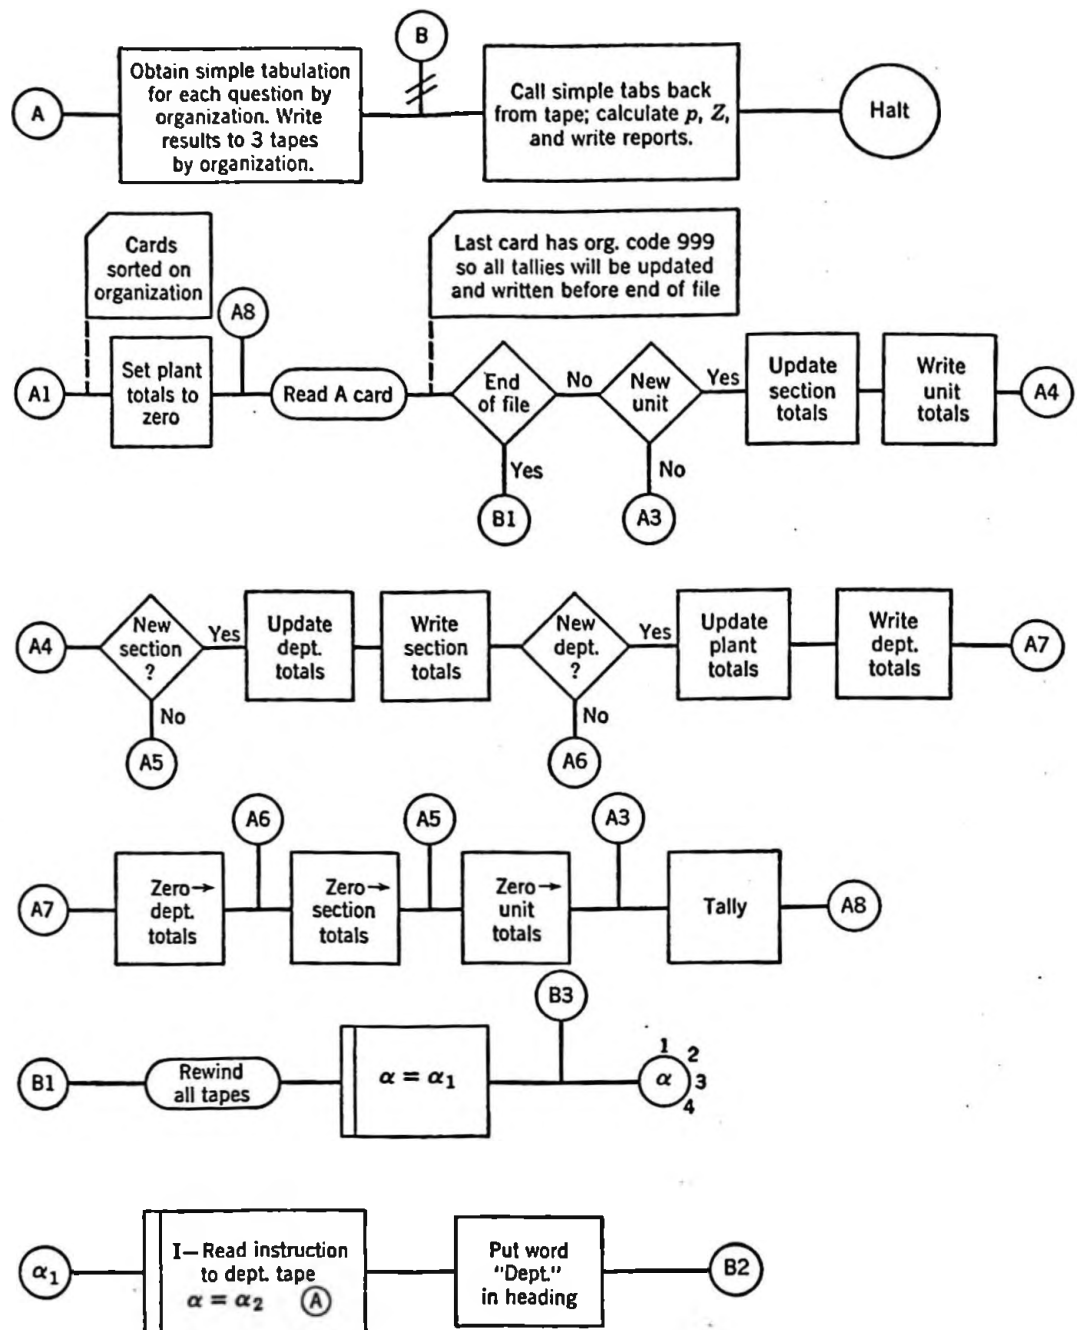 B
A
Obtain simple tabulation
for each question by
organization. Write
results to 3 tapes
by organization.
Call simple tabs back
from tape; calculate p, Z,
and write reports.
Halt
Cards
sorted on
organization
A8
Last card has org. code 999
so all tallies will be updated
and written before end of file
A1
Set plant
totals to
zero
Read A card
End
of file
No
New
unit
Yes
Update
section
totals
Write
unit
totals
A4
Yes
No
B1
A3
A4
New
section
?
Yes
Update
dept.
totals
Write
section
totals
New
dept.
?
Yes
Update
plant
totals
Write
dept.
totals
A7
No
No
A5
A6
A6
A5
A3
A7
Zero→
dept.
totals
Zero→
section
totals
Zero→
unit
totals
Tally
A8
B3
B1
Rewind
all tapes
α = α₁
α
1
2
3
4
α₁
I—Read instruction
to dept. tape
α = α₂ A
Put word
"Dept."
in heading
B2